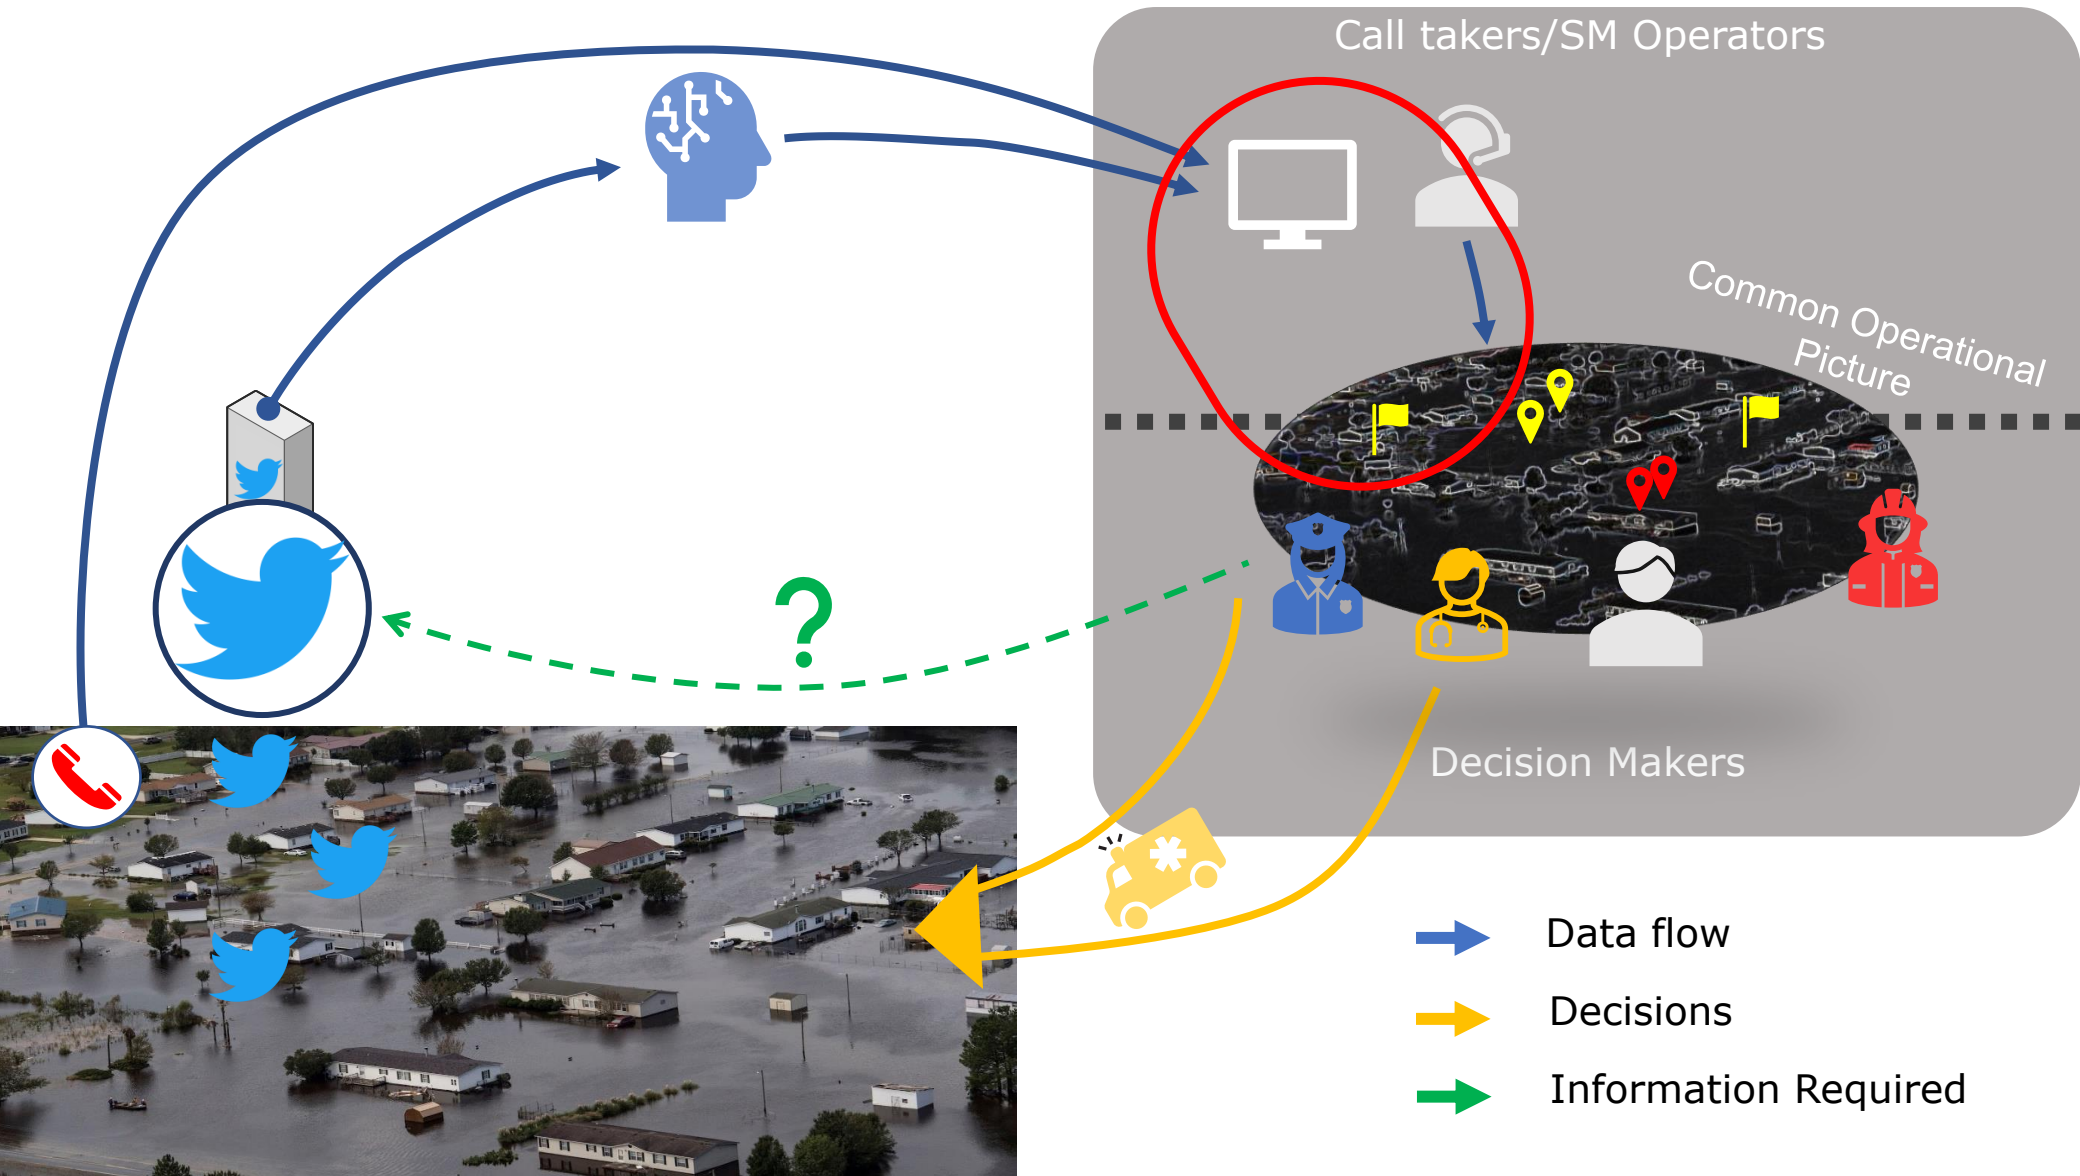 Call takers/SM Operators
Common Operational
Picture
?
Decision Makers
Data flow
Decisions
Information Required